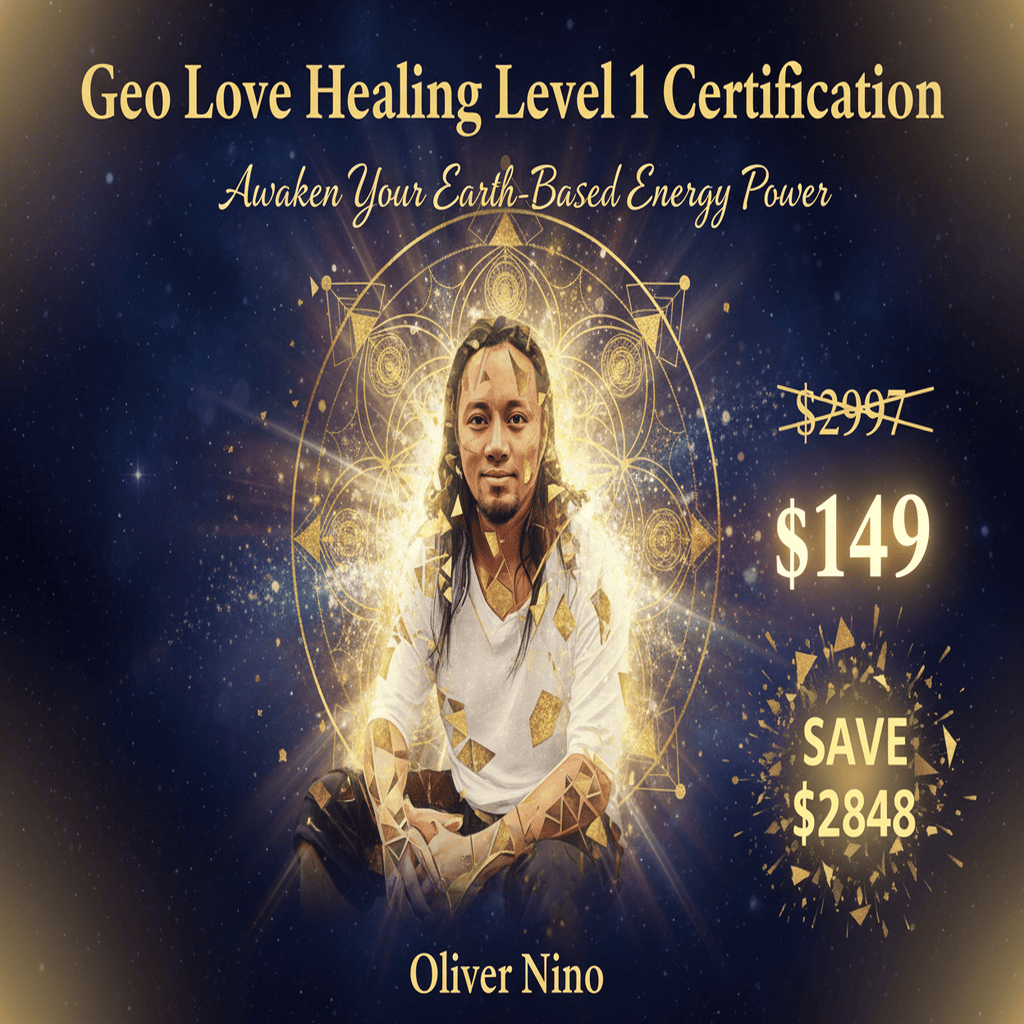 Geo Love Healing Level 1 Certification
Awaken Your Earth-Based Energy Power
$2997
$149
SAVE
$2848
Oliver Nino